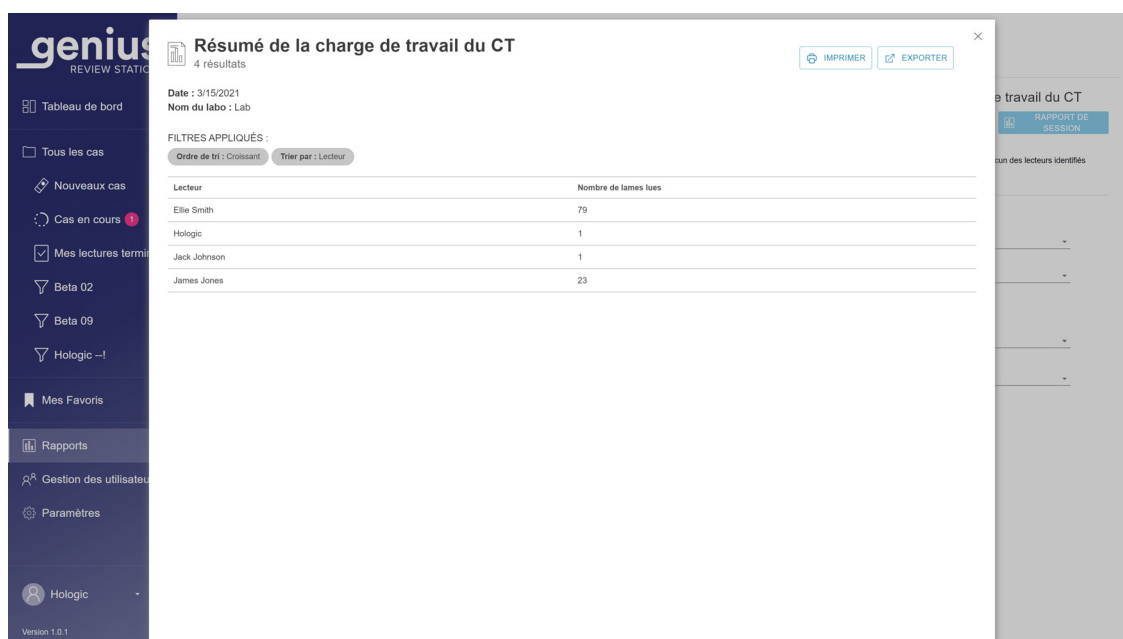 genius
REVIEW STATIO
Tableau de bord
Tous les cas
Nouveaux cas
Cas en cours 1
Mes lectures termin
Beta 02
Beta 09
Hologic --!
Mes Favoris
Rapports
Gestion des utilisateu
Paramètres
Hologic
Version 1.0.1
Résumé de la charge de travail du CT
4 résultats
IMPRIMER
EXPORTER
Date : 3/15/2021
Nom du labo : Lab
FILTRES APPLIQUÉS :
Ordre de tri : Croissant Trier par : Lecteur
Lecteur Nombre de lames lues
Ellie Smith 79
Hologic 1
Jack Johnson 1
James Jones 23
e travail du CT
RAPPORT DE
SESSION
cun des lecteurs identifiés